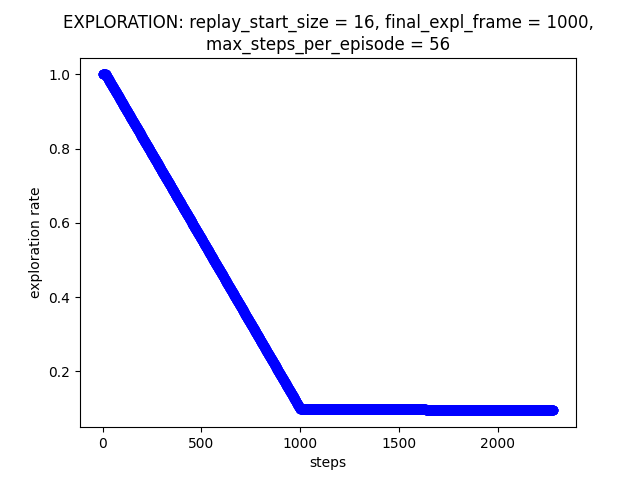 EXPLORATION: replay_start_size = 16, final_expl_frame = 1000,
max_steps_per_episode = 56
1.0
0.8
0.6
0.4
0.2
exploration rate
0
500
1000
1500
2000
steps